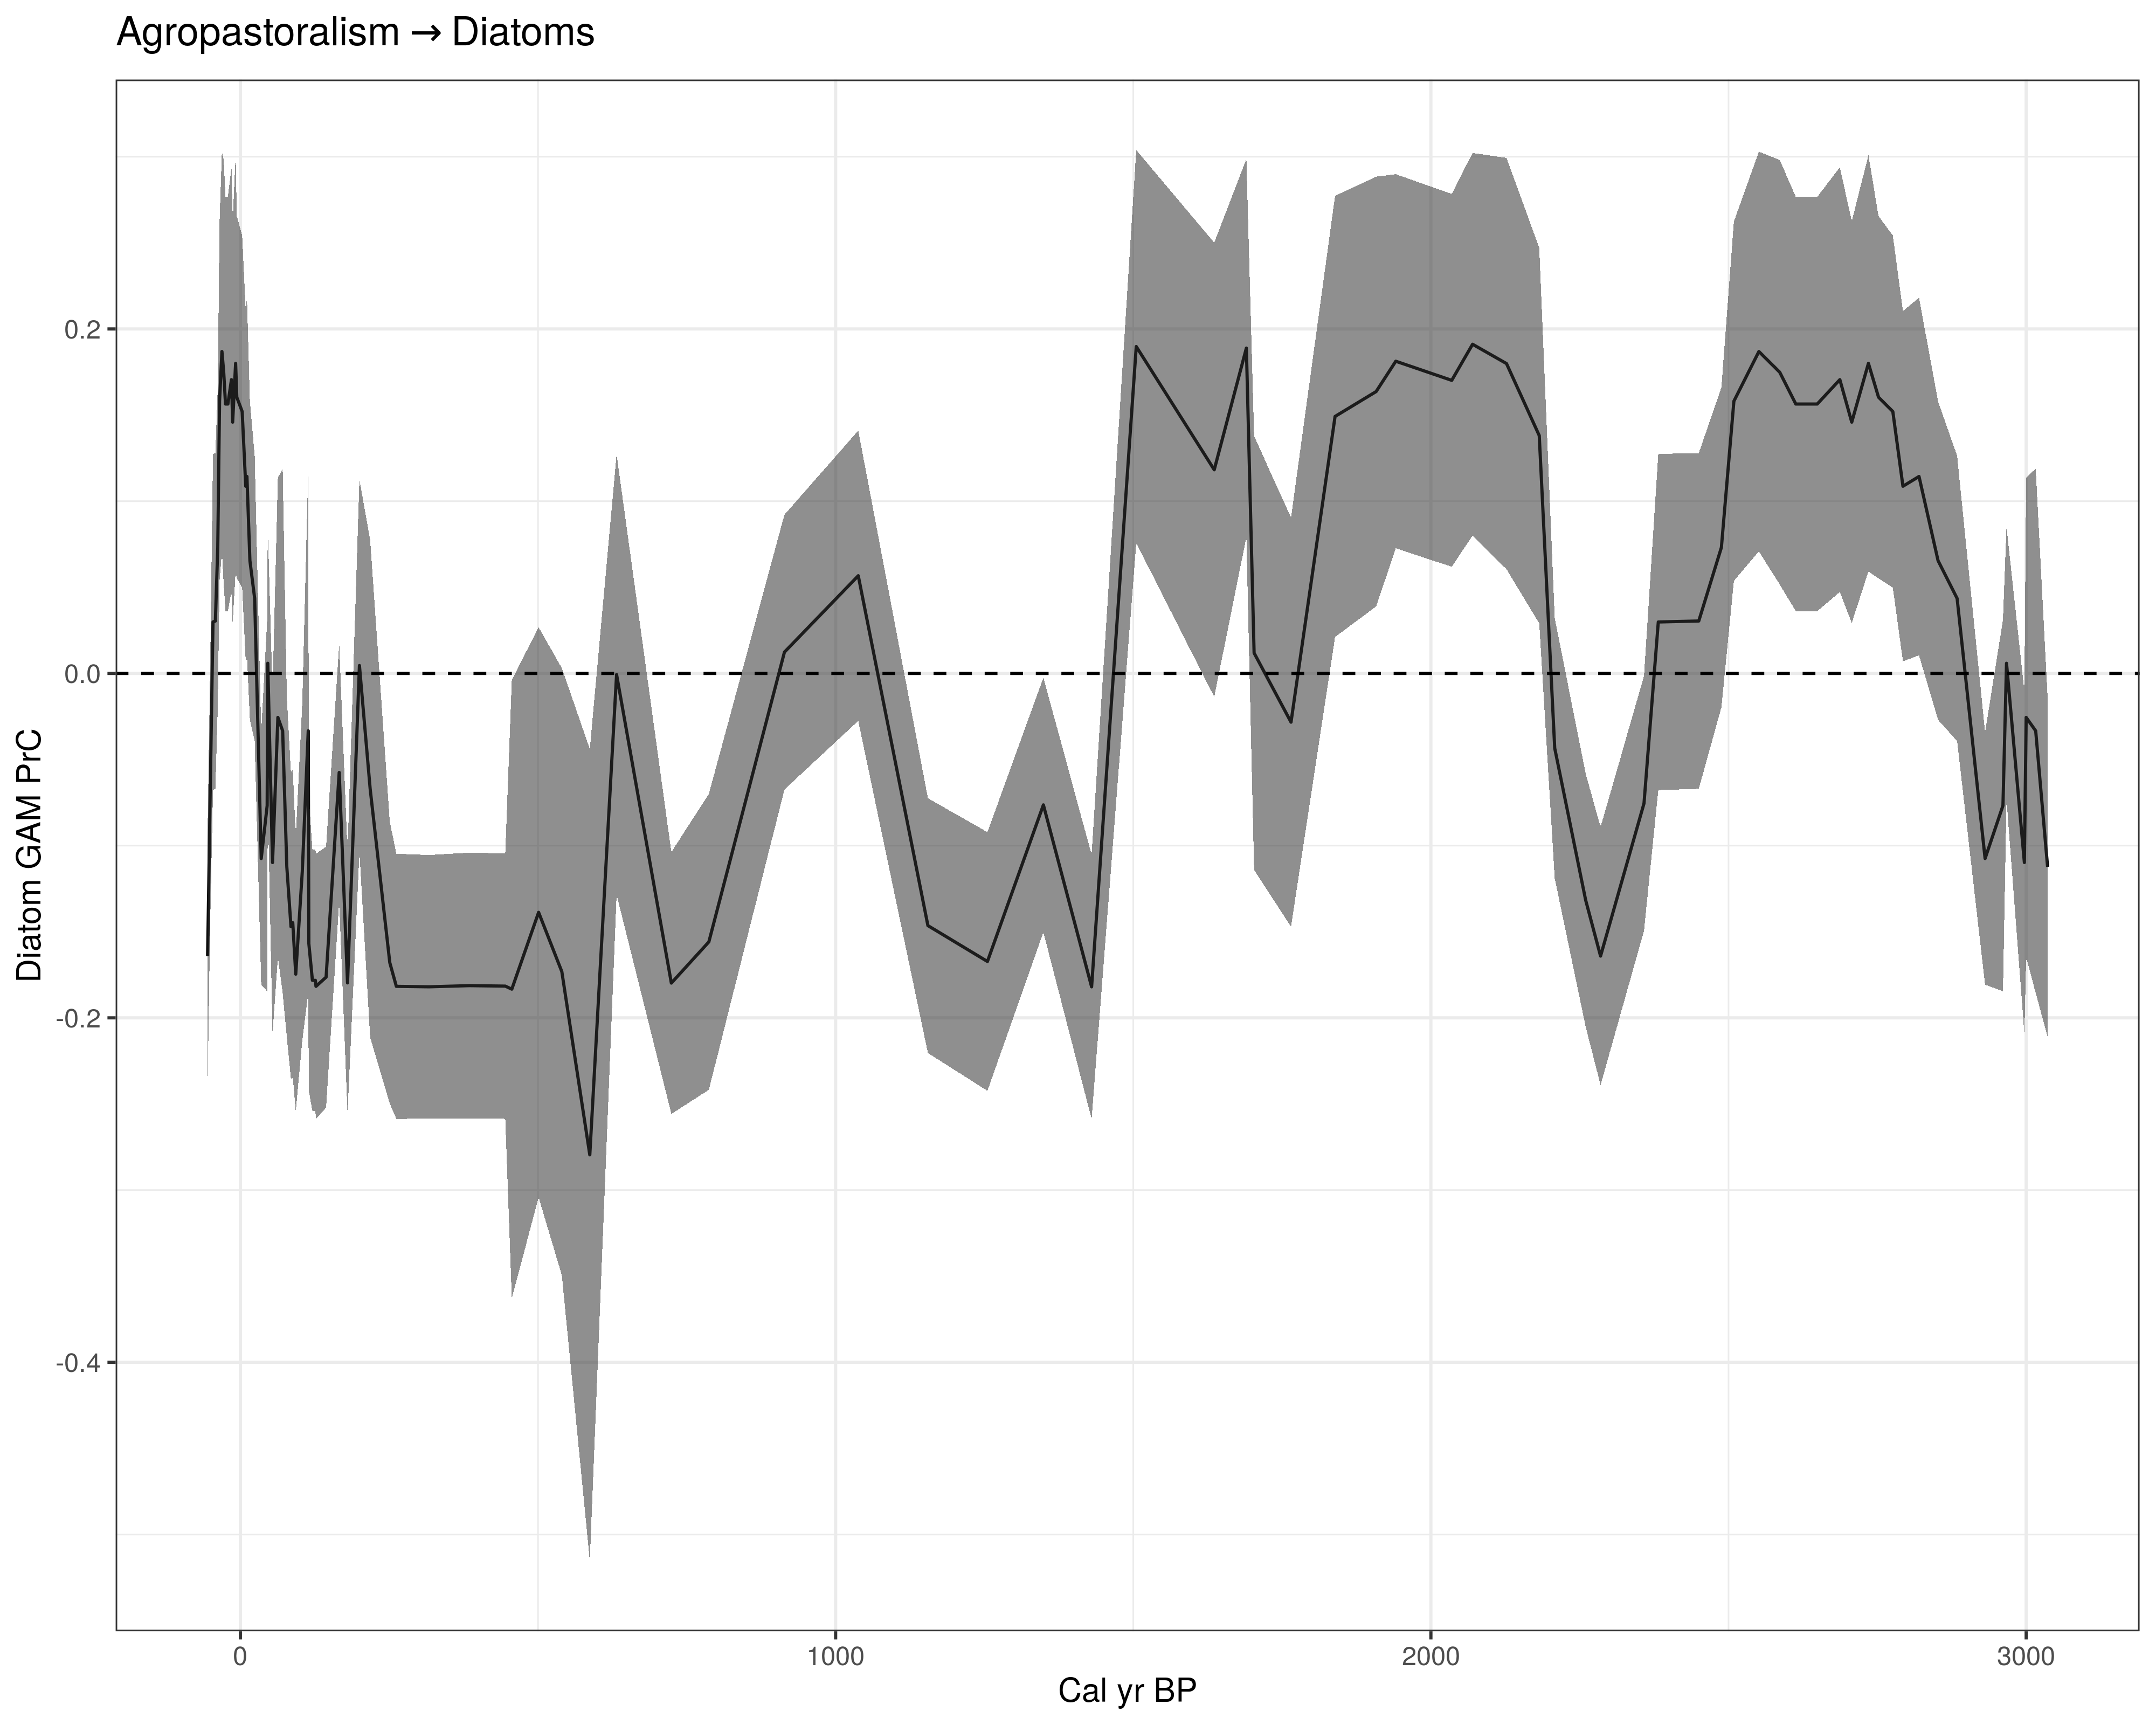 Agropastoralism → Diatoms
Diatom GAM PrC
0.2
0.0
-0.2
-0.4
0
1000
2000
3000
Cal yr BP